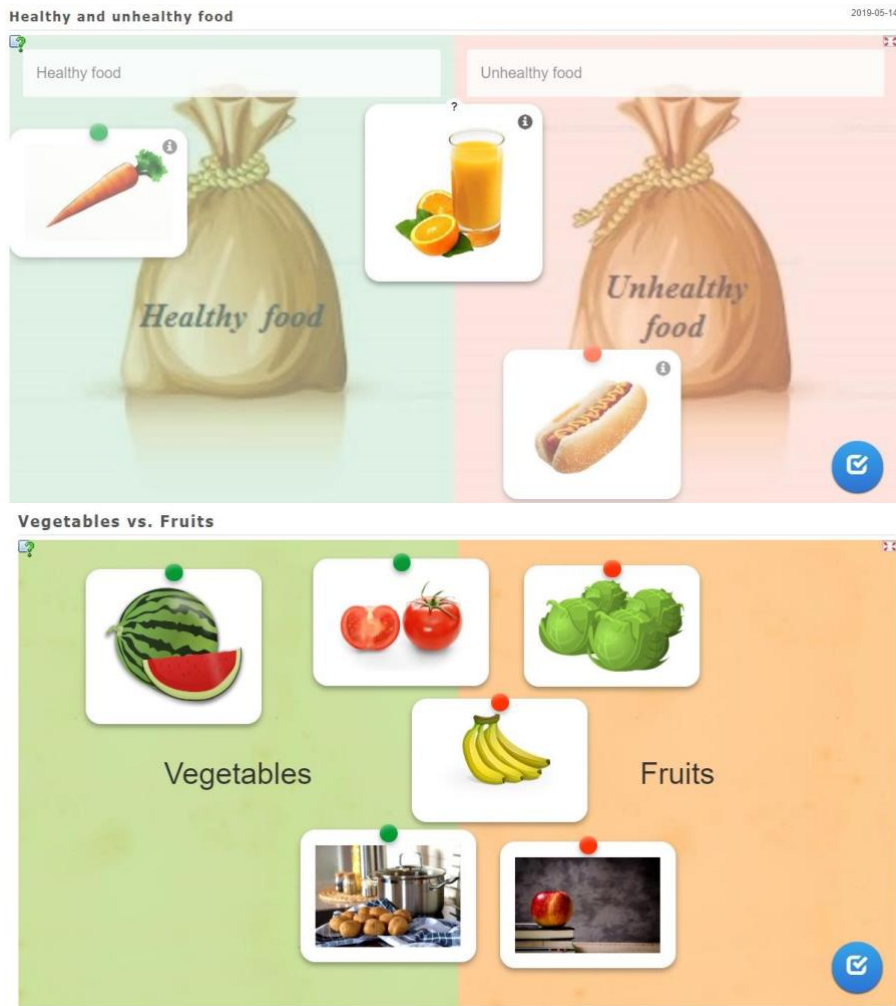 Healthy and unhealthy food
2019-05-14
Healthy food
Unhealthy food
?
Healthy food
Unhealthy
food
Vegetables vs. Fruits
Vegetables
Fruits